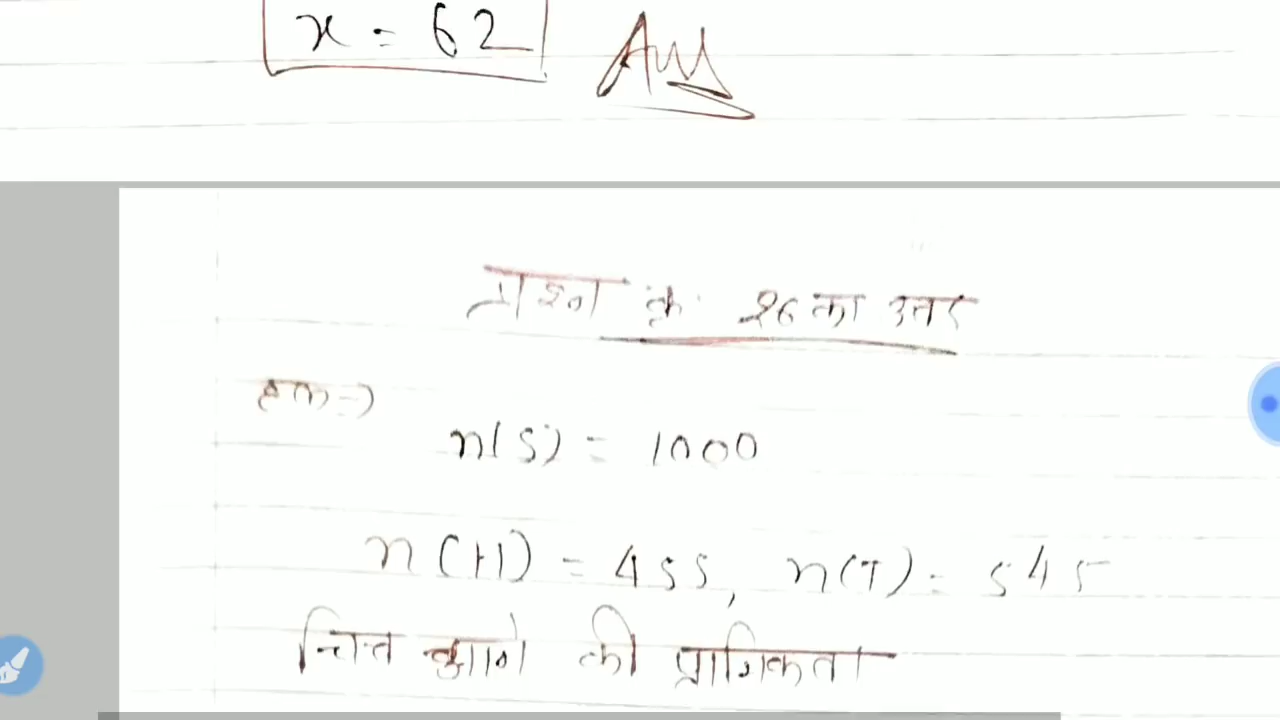 x = 62 Ans
प्रश्न क्र. 26 का उत्तर
हल →
n(S) = 1000
n(H) = 455, n(T) = 545
चित्त आने की प्रायिकता